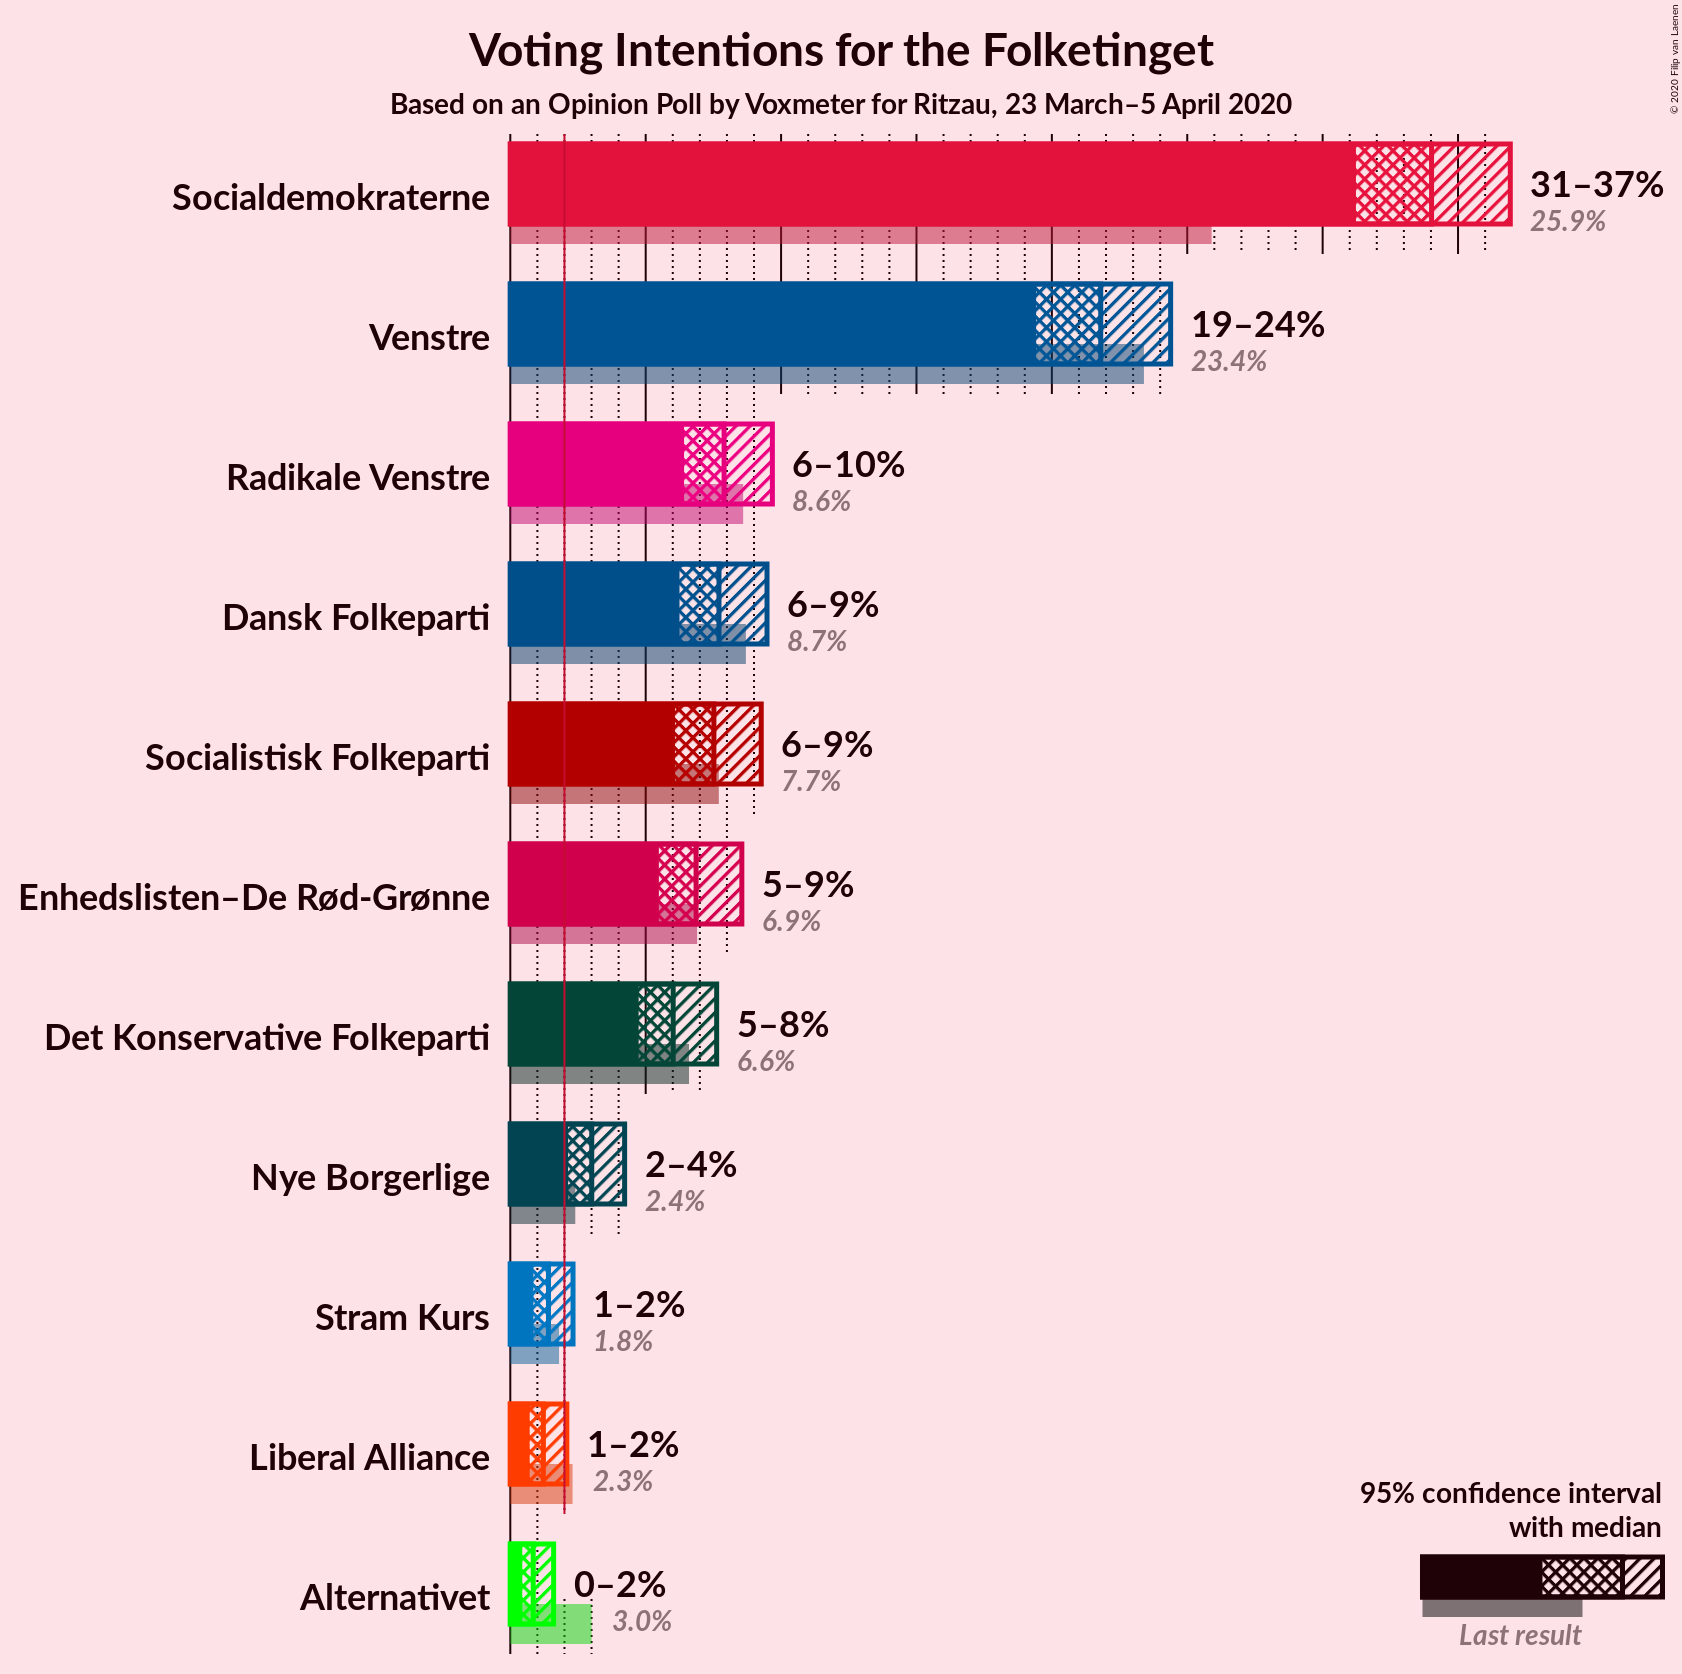 Voting Intentions for the Folketinget
Based on an Opinion Poll by Voxmeter for Ritzau, 23 March–5 April 2020
© 2020 Filip van Laenen
Socialdemokraterne
31–37%
25.9%
Venstre
19–24%
23.4%
Radikale Venstre
6–10%
8.6%
Dansk Folkeparti
6–9%
8.7%
Socialistisk Folkeparti
6–9%
7.7%
Enhedslisten–De Rød-Grønne
5–9%
6.9%
Det Konservative Folkeparti
5–8%
6.6%
Nye Borgerlige
2–4%
2.4%
Stram Kurs
1–2%
1.8%
Liberal Alliance
1–2%
2.3%
Alternativet
0–2%
3.0%
95% confidence interval
with median
Last result